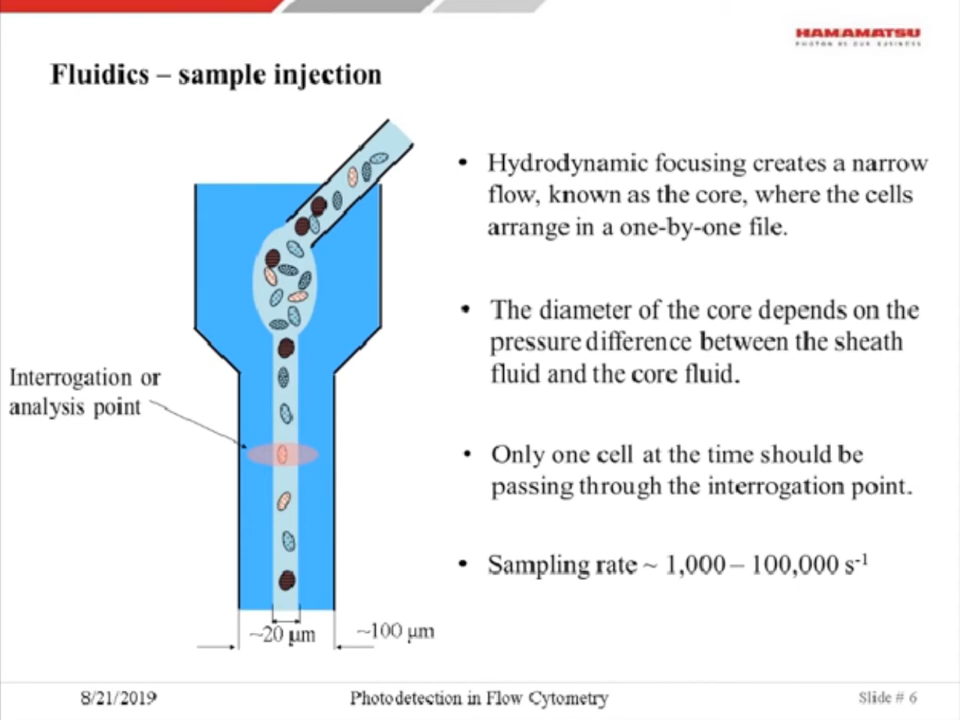 HAMAMATSU
PHOTON IS OUR BUSINESS
Fluidics – sample injection
• Hydrodynamic focusing creates a narrow
flow, known as the core, where the cells
arrange in a one-by-one file.
• The diameter of the core depends on the
pressure difference between the sheath
fluid and the core fluid.
Interrogation or
analysis point
• Only one cell at the time should be
passing through the interrogation point.
• Sampling rate ~ 1,000 – 100,000 s⁻¹
~20 µm
~100 µm
8/21/2019
Photodetection in Flow Cytometry
Slide # 6